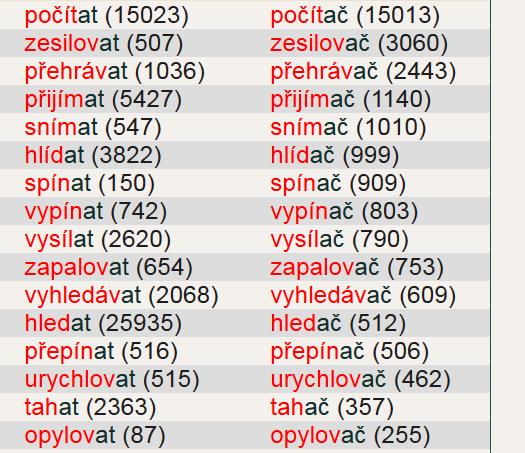 počítat (15023) počítač (15013)
zesilovat (507) zesilovač (3060)
přehrávat (1036) přehrávač (2443)
přijímat (5427) přijímač (1140)
snímat (547) snímač (1010)
hlídat (3822) hlídač (999)
spínat (150) spínač (909)
vypínat (742) vypínač (803)
vysílat (2620) vysílač (790)
zapalovat (654) zapalovač (753)
vyhledávat (2068) vyhledávač (609)
hledat (25935) hledač (512)
přepínat (516) přepínač (506)
urychlovat (515) urychlovač (462)
tahat (2363) tahač (357)
opylovat (87) opylovač (255)